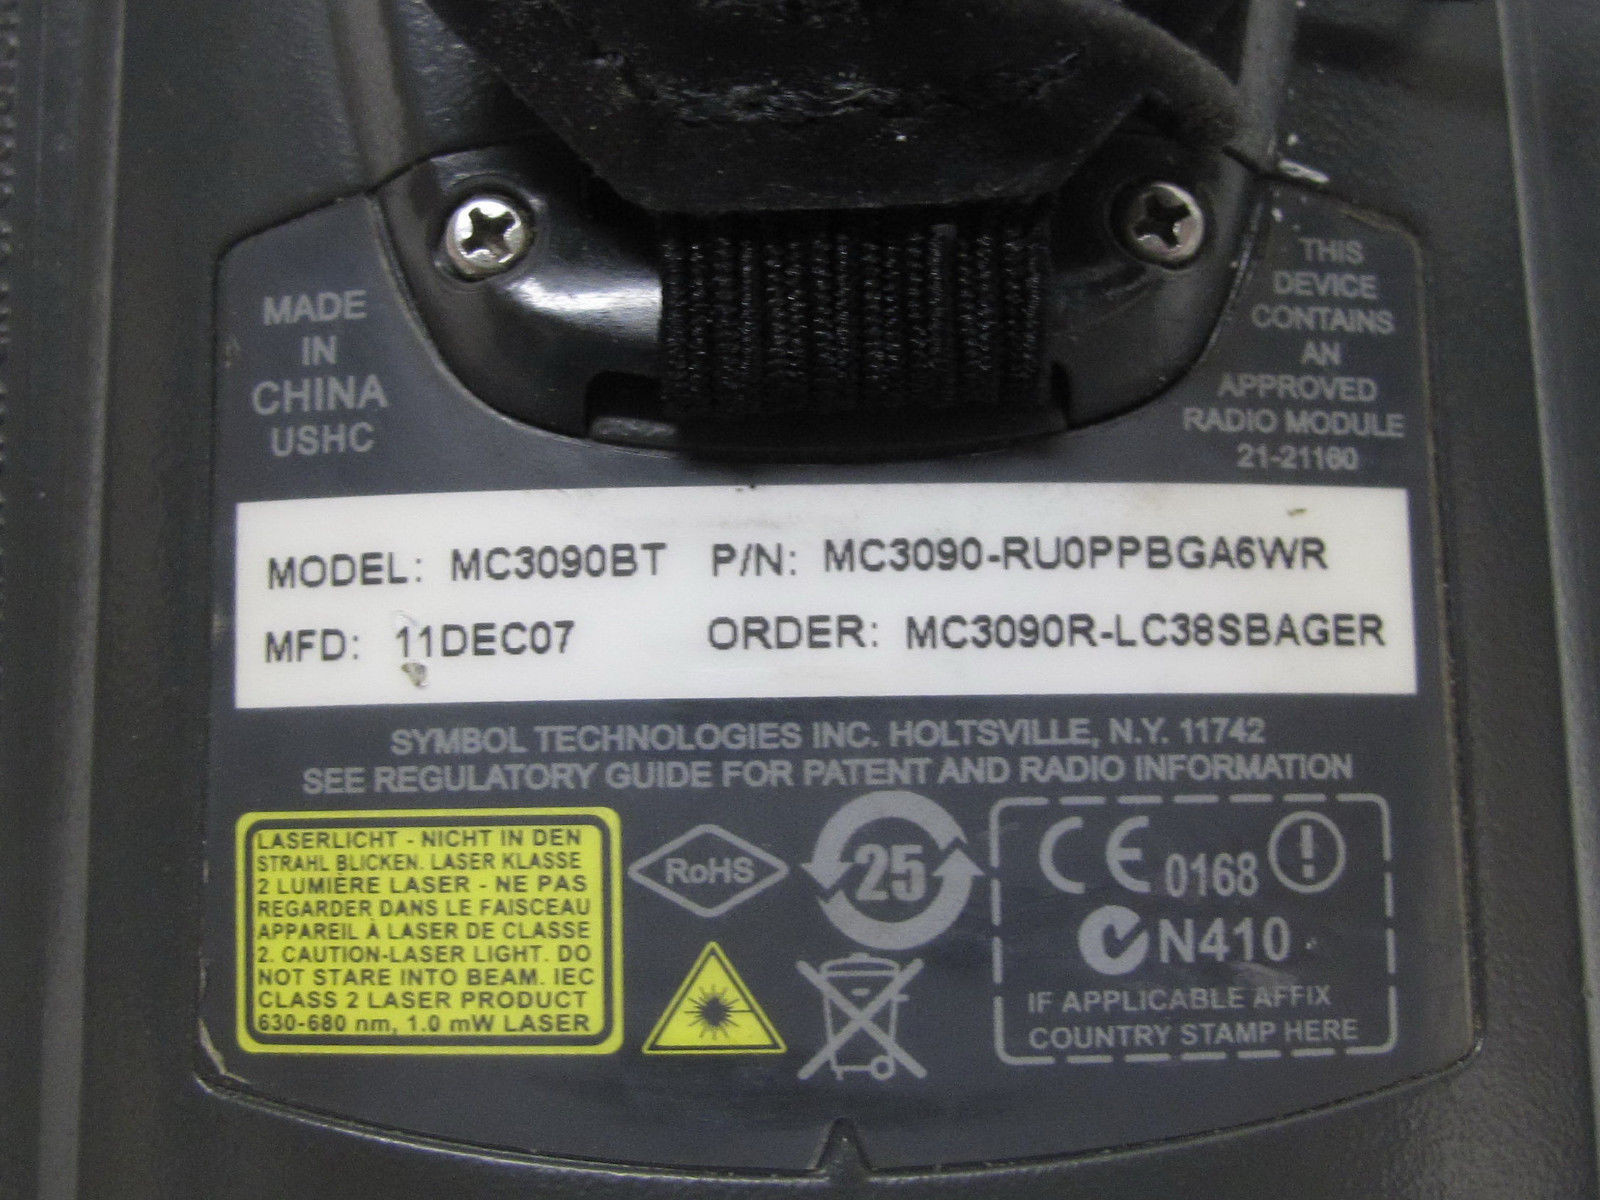 MADE
IN
CHINA
USHC
THIS
DEVICE
CONTAINS
AN
APPROVED
RADIO MODULE
21-21160
MODEL: MC3090BT P/N: MC3090-RU0PPBGA6WR
MFD: 11DEC07 ORDER: MC3090R-LC38SBAGER
SYMBOL TECHNOLOGIES INC. HOLTSVILLE, N.Y. 11742
SEE REGULATORY GUIDE FOR PATENT AND RADIO INFORMATION
LASERLICHT - NICHT IN DEN
STRAHL BLICKEN. LASER KLASSE
2 LUMIERE LASER - NE PAS
REGARDER DANS LE FAISCEAU
APPAREIL À LASER DE CLASSE
2. CAUTION-LASER LIGHT. DO
NOT STARE INTO BEAM. IEC
CLASS 2 LASER PRODUCT
630-680 nm, 1.0 mW LASER
RoHS
25
CE 0168
N410
IF APPLICABLE AFFIX
COUNTRY STAMP HERE